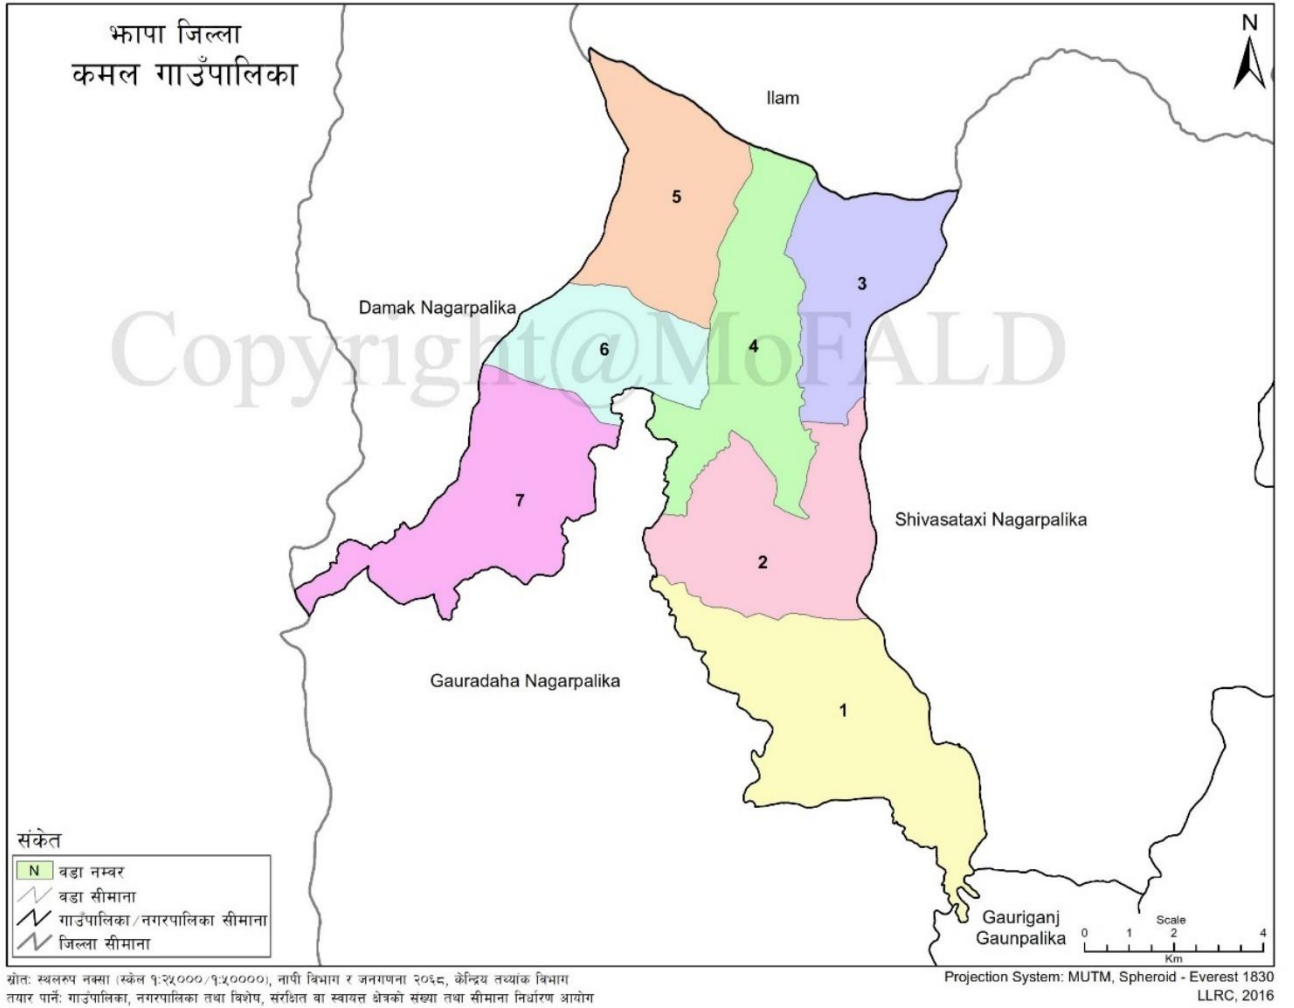 झापा जिल्ला
कमल गाउँपालिका
N
Ilam
5
3
Damak Nagarpalika
Copyright@MoFALD
6
4
7
Shivasataxi Nagarpalika
2
Gauradaha Nagarpalika
1
संकेत
N वडा नम्बर
वडा सीमाना
गाउँपालिका/नगरपालिका सीमाना
जिल्ला सीमाना
Gauriganj
Gaunpalika
Scale
0 1 2 4
Km
स्रोतः स्थलरुप नक्सा (स्केल १:२५०००/१:५००००), नापी विभाग र जनगणना २०६८, केन्द्रिय तथ्यांक विभाग
तयार पार्नेः गाउँपालिका, नगरपालिका तथा विशेष, संरक्षित वा स्वायत्त क्षेत्रको संख्या तथा सीमाना निर्धारण आयोग
Projection System: MUTM, Spheroid - Everest 1830
LLRC, 2016